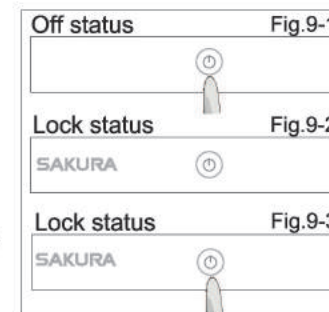 Off status Fig.9-1
Lock status Fig.9-2
SAKURA
Lock status Fig.9-3
SAKURA